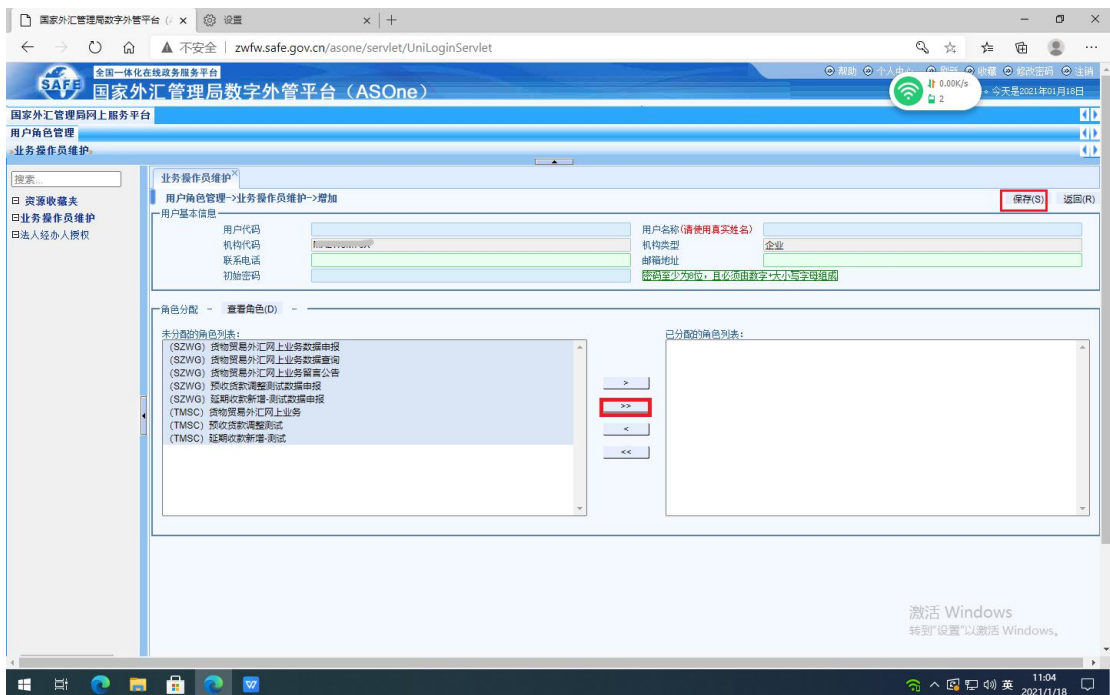 国家外汇管理局数字外管平台 (
设置
不安全 | zwfw.safe.gov.cn/asone/servlet/UniLoginServlet
SAFE 全国一体化在线政务服务平台
国家外汇管理局数字外管平台(ASOne)
帮助 个人中心 刷新 收藏 修改密码 注销
0.00K/s
2
。今天是2021年01月18日
国家外汇管理局网上服务平台
用户角色管理
业务操作员维护
搜索...
资源收藏夹
业务操作员维护
法人经办人授权
业务操作员维护
用户角色管理->业务操作员维护->增加
保存(S) 返回(R)
用户基本信息
用户代码 用户名称(请使用真实姓名)
机构代码 机构类型 企业
联系电话 邮箱地址
初始密码 密码至少为8位,且必须由数字+大小写字母组成
角色分配 - 查看角色(D) -
未分配的角色列表: 已分配的角色列表:
(SZWG)货物贸易外汇网上业务数据申报
(SZWG)货物贸易外汇网上业务数据查询
(SZWG)货物贸易外汇网上业务留言公告
(SZWG)预收货款调整测试数据申报
(SZWG)延期收款新增-测试数据申报
(TMSC)货物贸易外汇网上业务
(TMSC)预收货款调整测试
(TMSC)延期收款新增-测试
>
>>
<
<<
激活 Windows
转到"设置"以激活 Windows。
英
11:04
2021/1/18